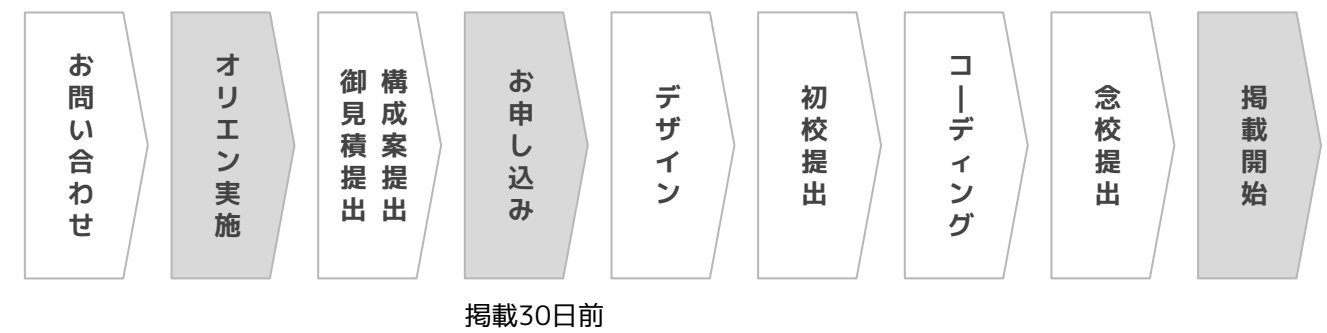 お問い合わせ
オリエン実施
構成案提出
御見積提出
お申し込み
デザイン
初校提出
コーディング
念校提出
掲載開始
掲載30日前